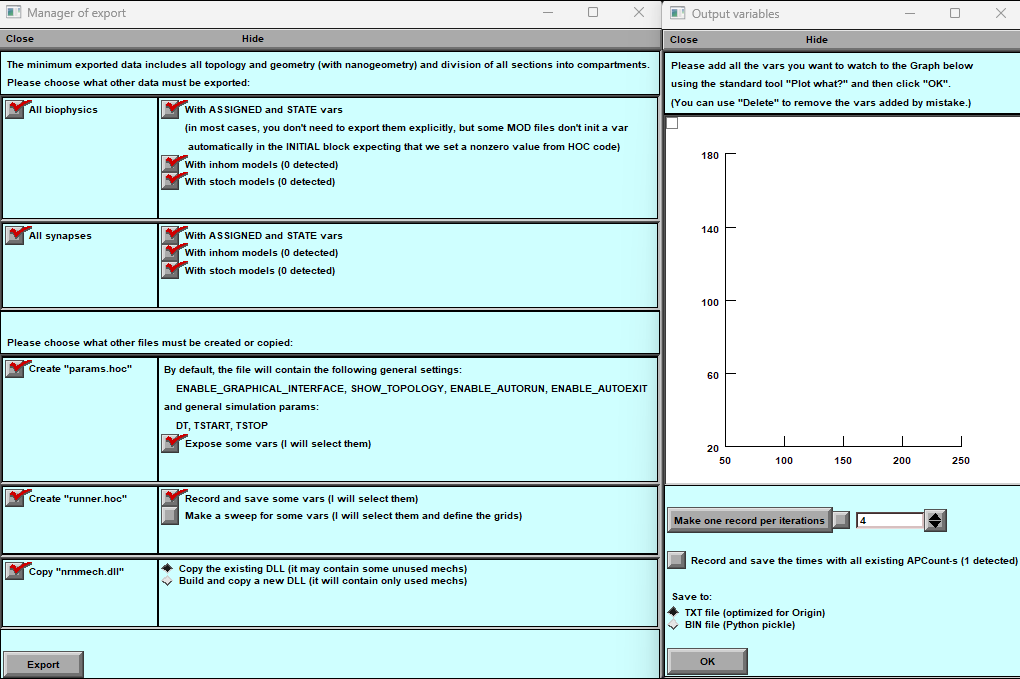 Manager of export
Close
Hide
The minimum exported data includes all topology and geometry (with nanogeometry) and division of all sections into compartments.
Please choose what other data must be exported:
All biophysics
With ASSIGNED and STATE vars
(in most cases, you don't need to export them explicitly, but some MOD files don't init a var
automatically in the INITIAL block expecting that we set a nonzero value from HOC code)
With inhom models (0 detected)
With stoch models (0 detected)
All synapses
With ASSIGNED and STATE vars
With inhom models (0 detected)
With stoch models (0 detected)
Please choose what other files must be created or copied:
Create "params.hoc"
By default, the file will contain the following general settings:
ENABLE_GRAPHICAL_INTERFACE, SHOW_TOPOLOGY, ENABLE_AUTORUN, ENABLE_AUTOEXIT
and general simulation params:
DT, TSTART, TSTOP
Expose some vars (I will select them)
Create "runner.hoc"
Record and save some vars (I will select them)
Make a sweep for some vars (I will select them and define the grids)
Copy "nrnmech.dll"
Copy the existing DLL (it may contain some unused mechs)
Build and copy a new DLL (it will contain only used mechs)
Export
Output variables
Close
Hide
Please add all the vars you want to watch to the Graph below
using the standard tool "Plot what?" and then click "OK".
(You can use "Delete" to remove the vars added by mistake.)
180
140
100
60
20
50 100 150 200 250
Make one record per iterations
4
Record and save the times with all existing APCount-s (1 detected)
Save to:
TXT file (optimized for Origin)
BIN file (Python pickle)
OK